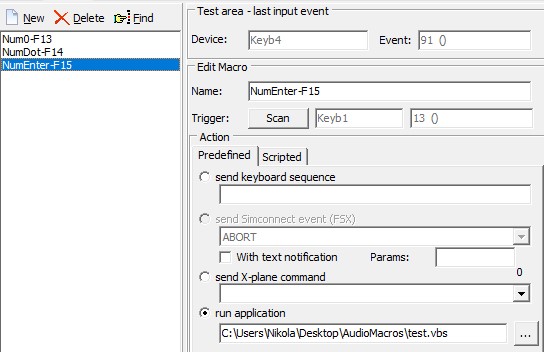 New Delete Find
Num0-F13
NumDot-F14
NumEnter-F15
Test area - last input event
Device: Keyb4 Event: 91 ()
Edit Macro
Name: NumEnter-F15
Trigger: Scan Keyb1 13 ()
Action
Predefined Scripted
send keyboard sequence
send Simconnect event (FSX)
ABORT
With text notification Params:
0
send X-plane command
run application
C:\Users\Nikola\Desktop\AudioMacros\test.vbs ...